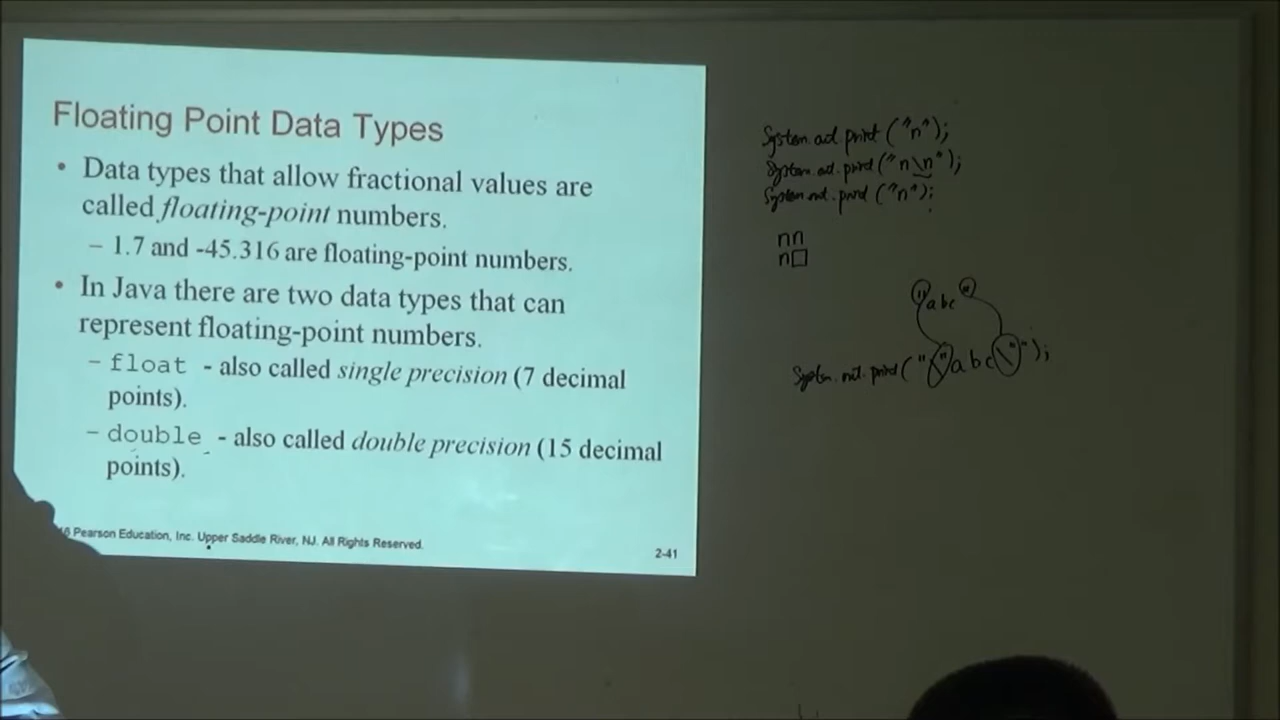 Floating Point Data Types
• Data types that allow fractional values are
called floating-point numbers.
– 1.7 and -45.316 are floating-point numbers.
• In Java there are two data types that can
represent floating-point numbers.
– float - also called single precision (7 decimal
points).
– double - also called double precision (15 decimal
points).
Pearson Education, Inc. Upper Saddle River, NJ. All Rights Reserved.
2-41
System.out.print("n");
System.out.print("n\n");
System.out.print("n");
nn
n
"abc"
System.out.print("\"abc\"");